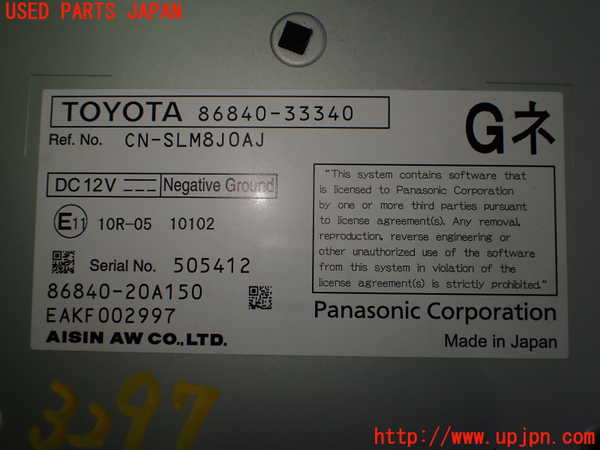 USED PARTS JAPAN
TOYOTA 86840-33340
Gネ
Ref. No. CN-SLM8J0AJ
DC12V Negative Ground
E11 10R-05 10102
Serial No. 505412
86840-20A150
EAKF002997
AISIN AW CO.,LTD.
"This system contains software that
is licensed to Panasonic Corporation
by one or more third parties pursuant
to license agreement(s). Any removal,
reproduction, reverse engineering or
other unauthorized use of the software
from this system in violation of the
license agreement(s) is strictly prohibited."
Panasonic Corporation
Made in Japan
3297
UPJ
http://www.upjpn.com/